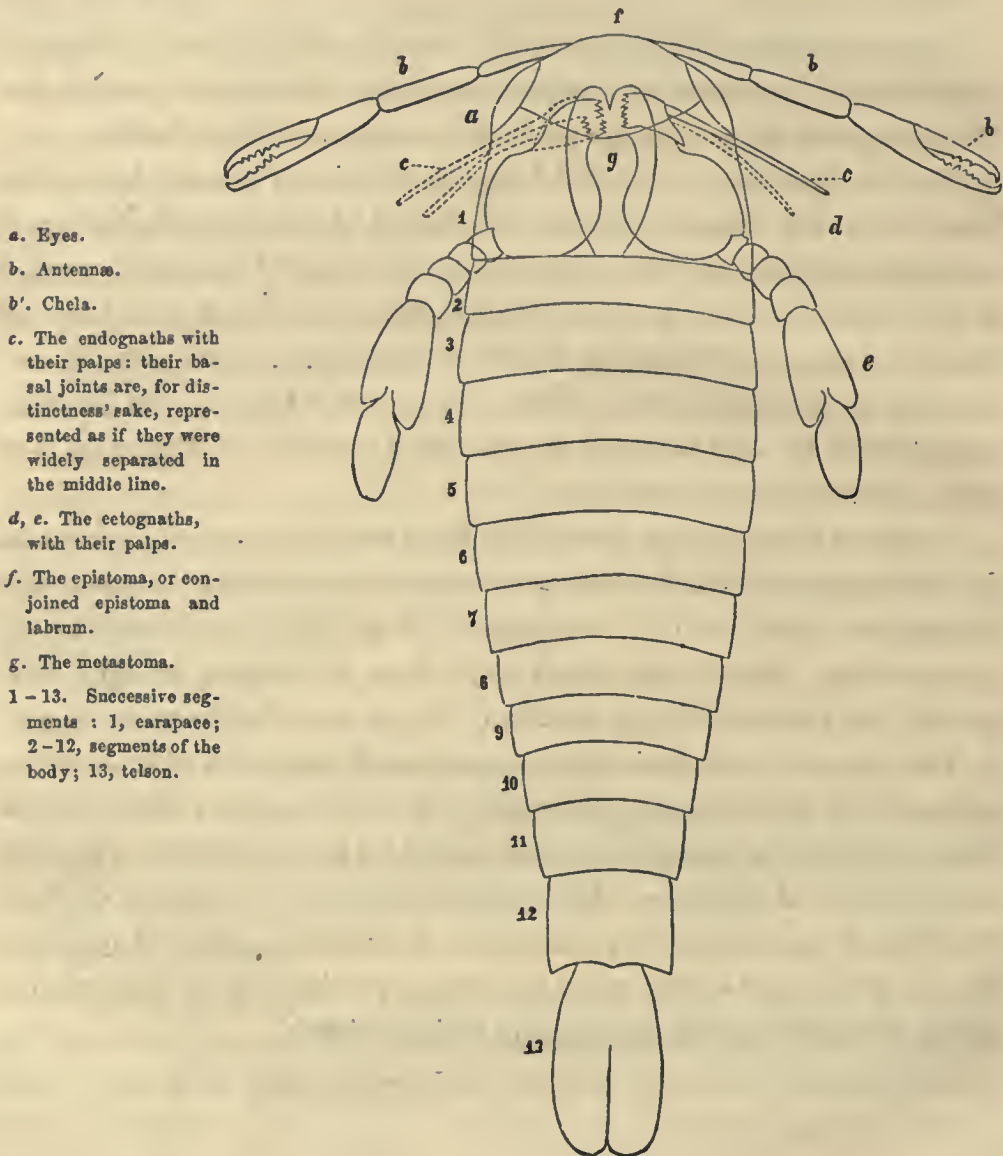 f
b
b
a
b
c
c
g
1
d
a. Eyes.
b. Antennæ.
b'. Chela.
2
c. The endognaths with
their palps: their ba-
sal joints are, for dis-
tinctness' sake, repre-
sented as if they were
widely separated in
the middle line.
3
e
4
5
d, e. The ectognaths,
with their palps.
6
f. The epistoma, or con-
joined epistoma and
labrum.
7
g. The metastoma.
8
1 – 13. Successive seg-
ments : 1, carapace;
2 – 12, segments of the
body; 13, telson.
9
10
11
12
13